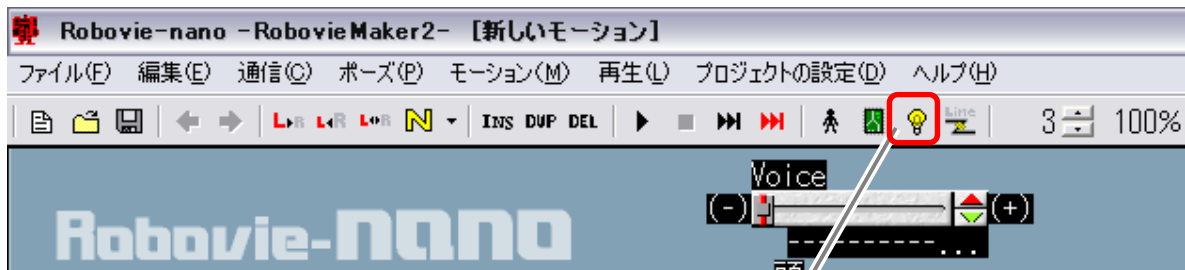 Robovie-nano -RobovieMaker2- [新しいモーション]
ファイル(F) 編集(E) 通信(C) ポーズ(P) モーション(M) 再生(L) プロジェクトの設定(D) ヘルプ(H)
L▸R L◂R L↔R N INS DUP DEL Line 3 100%
Voice
(-) (+)
----------...
Robovie-nano
頭